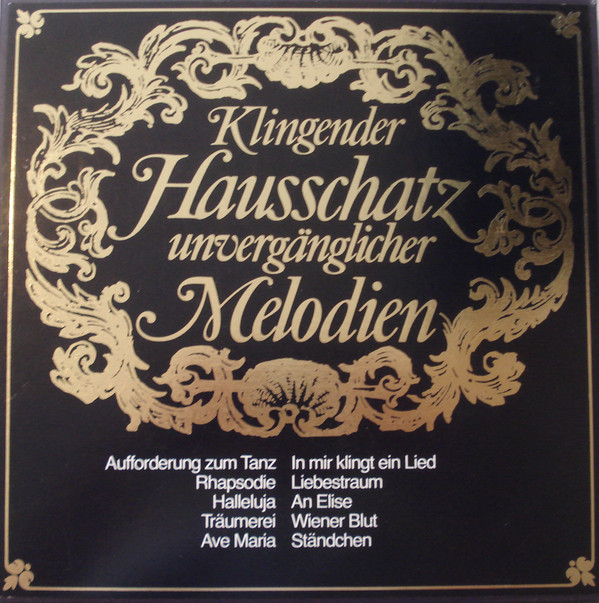 Klingender
Hausschatz
unvergänglicher
Melodien
Aufforderung zum Tanz In mir klingt ein Lied
Rhapsodie Liebestraum
Halleluja An Elise
Träumerei Wiener Blut
Ave Maria Ständchen